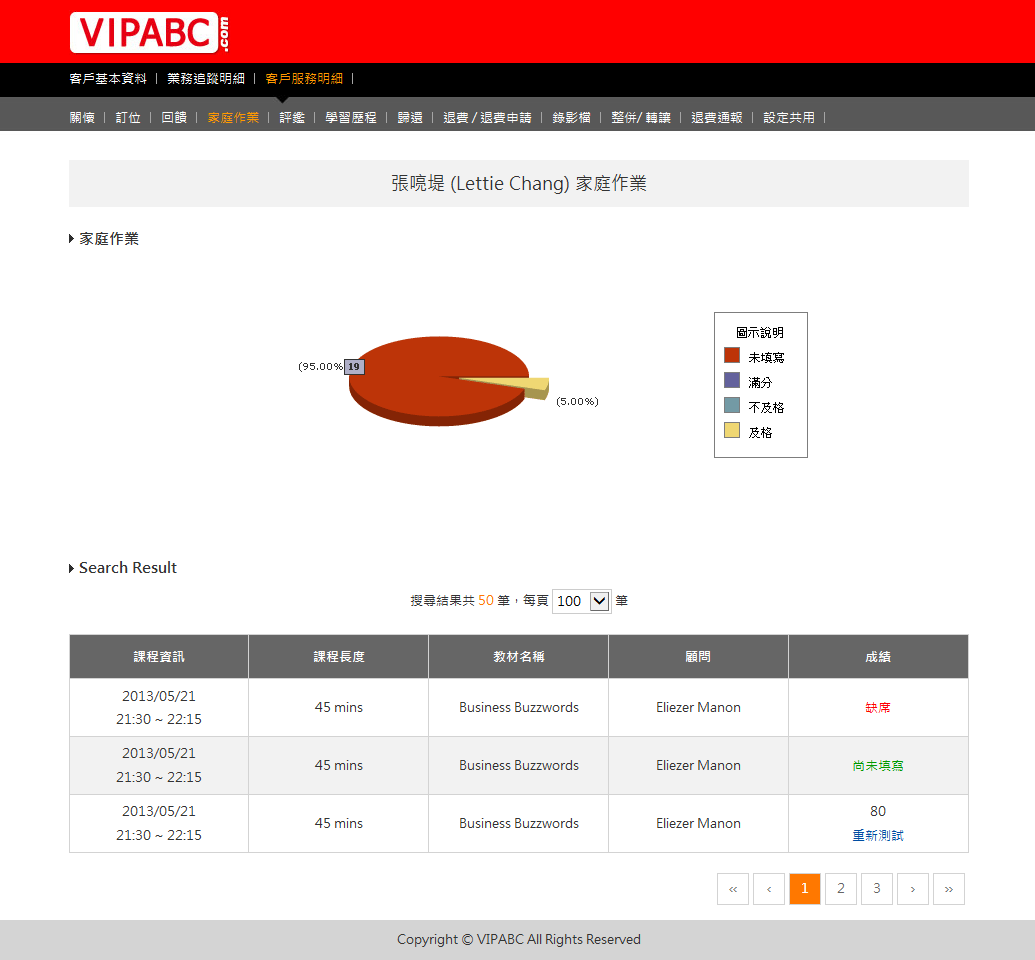 VIPABC.com
客戶基本資料 | 業務追蹤明細 | 客戶服務明細 |
關懷 | 訂位 | 回饋 | 家庭作業 | 評鑑 | 學習歷程 | 歸還 | 退費 / 退費申請 | 錄影檔 | 整併/ 轉讓 | 退費通報 | 設定共用 |
張喨堤 (Lettie Chang) 家庭作業
家庭作業
圖示說明
(95.00% 19
未填寫
滿分
(5.00%)
不及格
及格
Search Result
搜尋結果共 50 筆，每頁 100 筆
課程資訊 課程長度 教材名稱 顧問 成績
2013/05/21
21:30 ~ 22:15 45 mins Business Buzzwords Eliezer Manon 缺席
2013/05/21
21:30 ~ 22:15 45 mins Business Buzzwords Eliezer Manon 尚未填寫
2013/05/21
21:30 ~ 22:15 45 mins Business Buzzwords Eliezer Manon 80
重新測試
‹‹ ‹ 1 2 3 › ››
Copyright © VIPABC All Rights Reserved